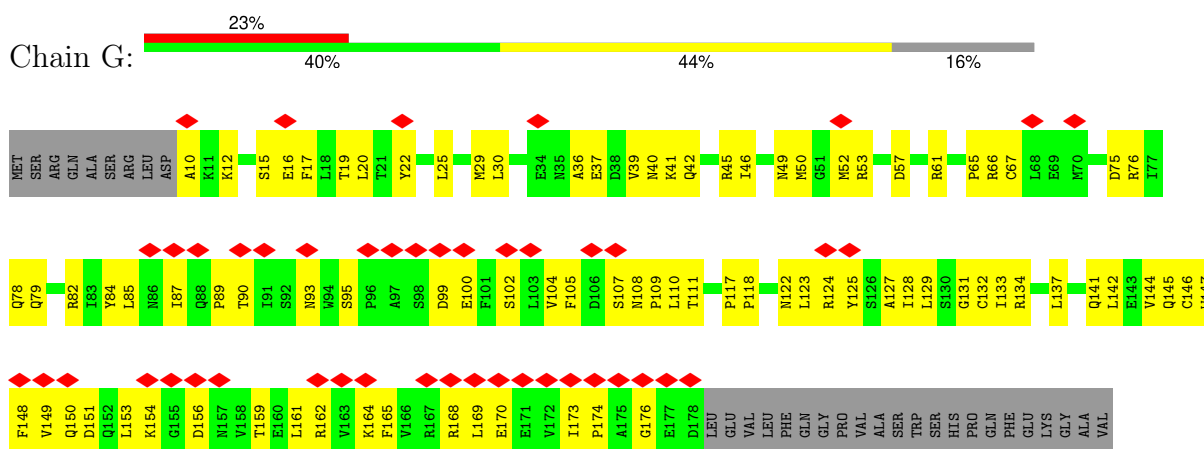 Chain G:
23%
40% 44% 16%
MET SER ARG GLN ALA SER ARG LEU ASP A10 K11 K12 S15 E16 F17 L18 T19 L20 T21 Y22 L25 M29 L30 E34 N35 A36 E37 D38 V39 N40 K41 Q42 R45 I46 N49 M50 G51 M52 R53 D57 R61 P65 R66 C67 L68 E69 M70 D75 R76 I77
Q78 Q79 R82 I83 Y84 L85 N86 I87 Q88 P89 T90 I91 S92 N93 W94 S95 P96 A97 S98 D99 E100 F101 S102 L103 V104 F105 D106 S107 N108 P109 L110 T111 P117 P118 N122 L123 R124 Y125 S126 A127 I128 L129 S130 G131 C132 I133 R134 L137 Q141 L142 E143 V144 Q145 C146
F148 V149 Q150 D151 Q152 L153 K154 G155 D156 N157 V158 T159 E160 L161 R162 V163 K164 F165 V166 R167 R168 L169 E170 E171 V172 I173 P174 A175 G176 E177 D178 LEU GLU VAL LEU PHE GLN GLY PRO VAL ALA SER TRP SER HIS PRO GLN PHE GLU LYS GLY ALA VAL